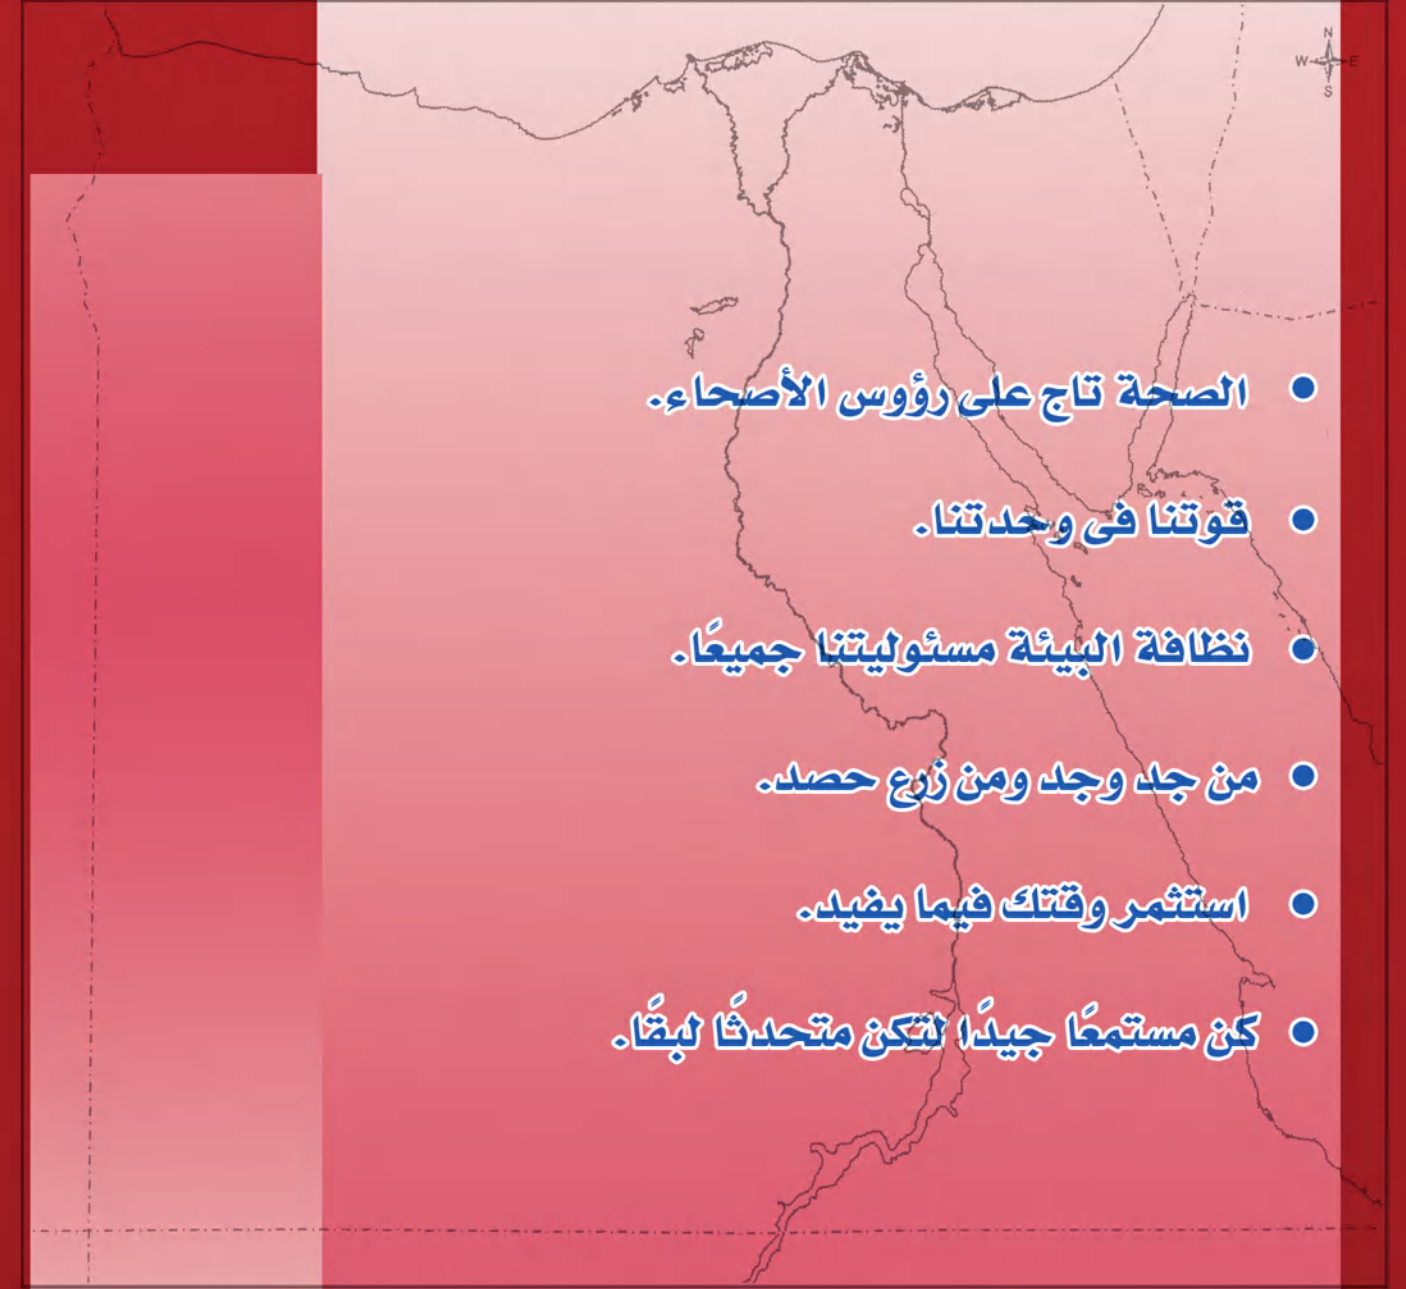 N
W E
S
• الصحة تاج على رؤوس الأصحاء.
• قوتنا فى وحدتنا.
• نظافة البيئة مسئوليتنا جميعًا.
• من جد وجد ومن زرع حصد.
• استثمر وقتك فيما يفيد.
• كن مستمعًا جيدًا لتكن متحدثًا لبقًا.